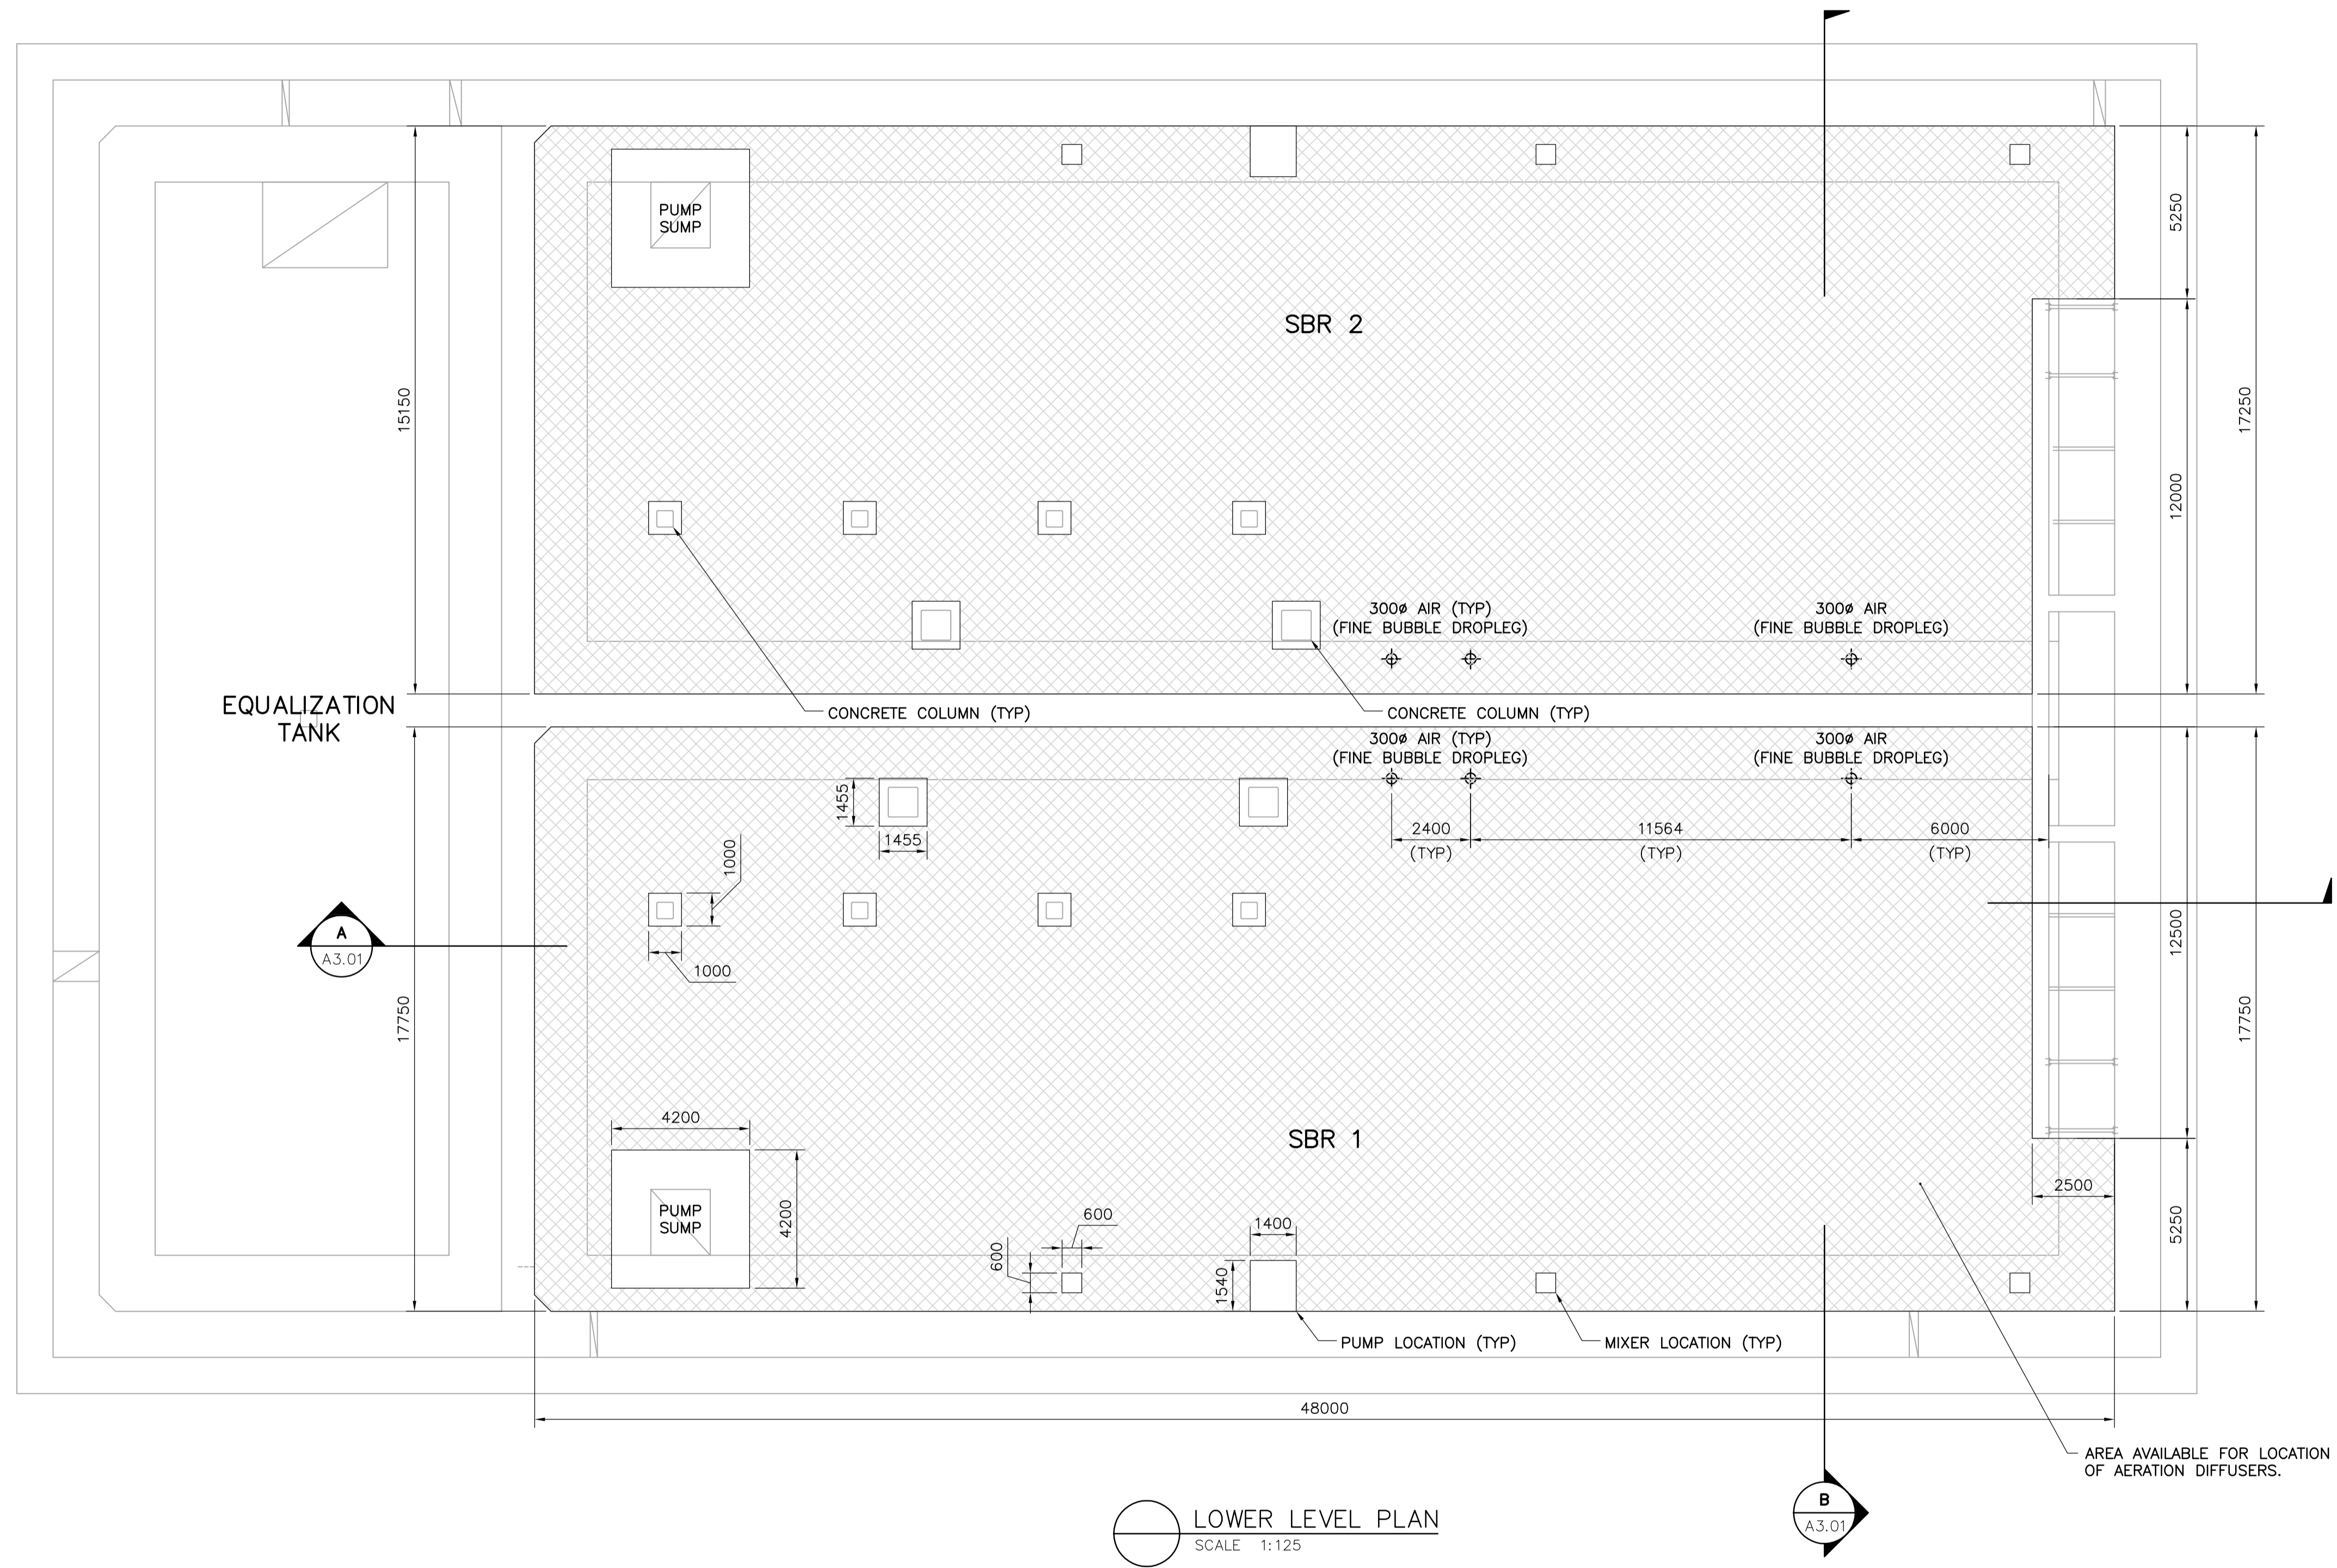 PUMP
SUMP
SBR 2
5250
15150
17250
12000
300ø AIR (TYP)
(FINE BUBBLE DROPLEG)
300ø AIR
(FINE BUBBLE DROPLEG)
EQUALIZATION
TANK
CONCRETE COLUMN (TYP)
CONCRETE COLUMN (TYP)
300ø AIR (TYP)
(FINE BUBBLE DROPLEG)
300ø AIR
(FINE BUBBLE DROPLEG)
1455
1455
2400
(TYP)
11564
(TYP)
6000
(TYP)
1000
1000
A
A3.01
12500
17750
17750
4200
SBR 1
4200
PUMP
SUMP
2500
600
600
1400
1540
5250
PUMP LOCATION (TYP)
MIXER LOCATION (TYP)
48000
AREA AVAILABLE FOR LOCATION
OF AERATION DIFFUSERS.
B
A3.01
LOWER LEVEL PLAN
SCALE 1:125